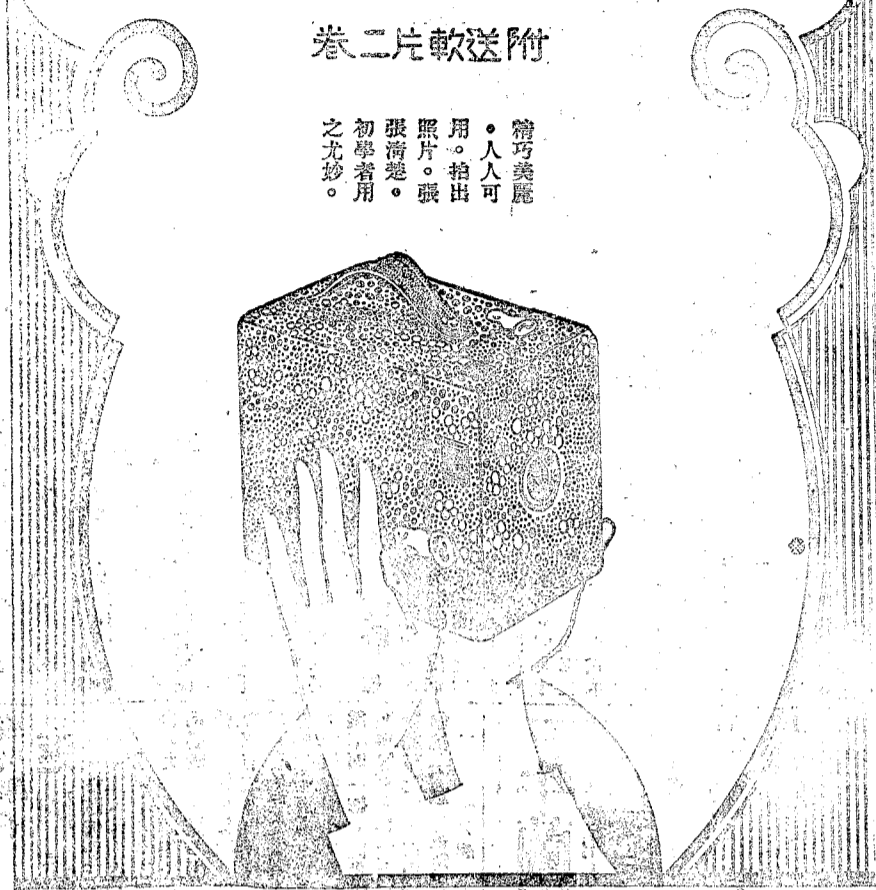 附送軟片二卷
精巧美麗
。人人可
用。拍出
照片。張
張淸楚。
初學者用
之尤妙。